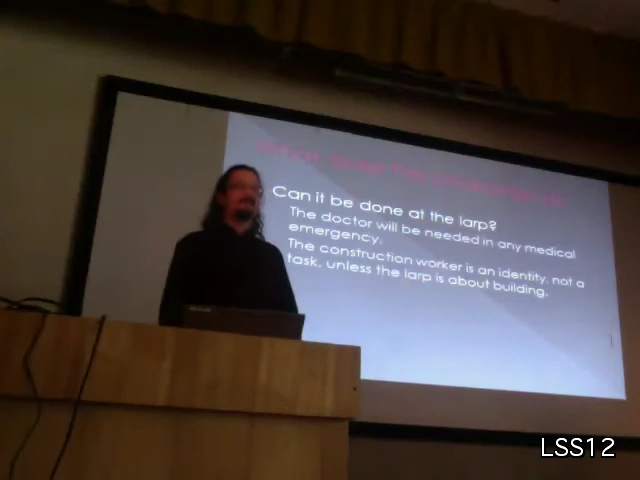 Can it be done at the larp?
The doctor will be needed in any medical
emergency.
The construction worker is an identity, not a
task, unless the larp is about building.
LSS12